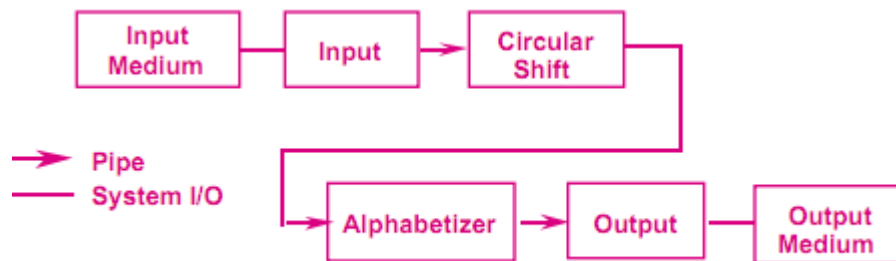 Input
Medium
Input
Circular
Shift
Pipe
System I/O
Alphabetizer
Output
Output
Medium